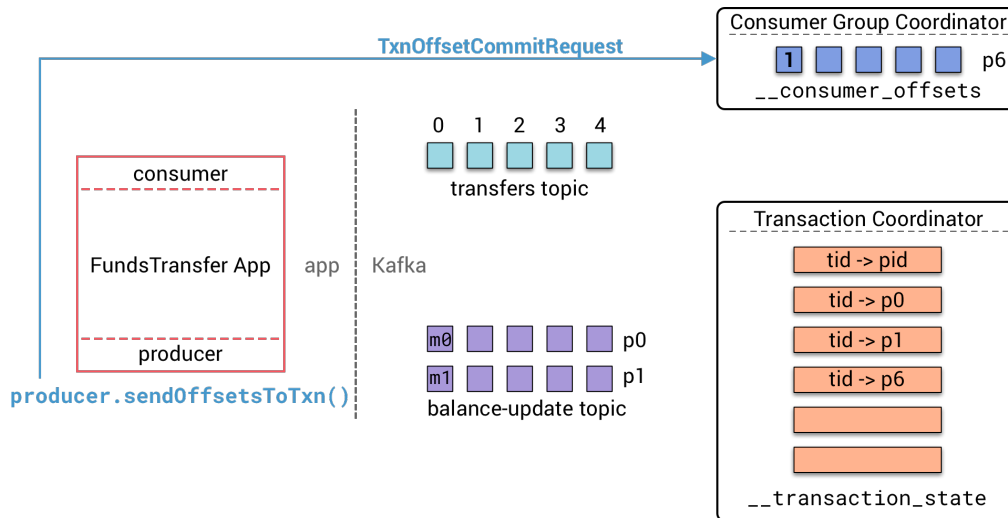 Consumer Group Coordinator
TxnOffsetCommitRequest
1
p6
__consumer_offsets
0 1 2 3 4
transfers topic
consumer
FundsTransfer App
producer
producer.sendOffsetsToTxn()
app
Kafka
m0
p0
m1
p1
balance-update topic
Transaction Coordinator
tid -> pid
tid -> p0
tid -> p1
tid -> p6
__transaction_state